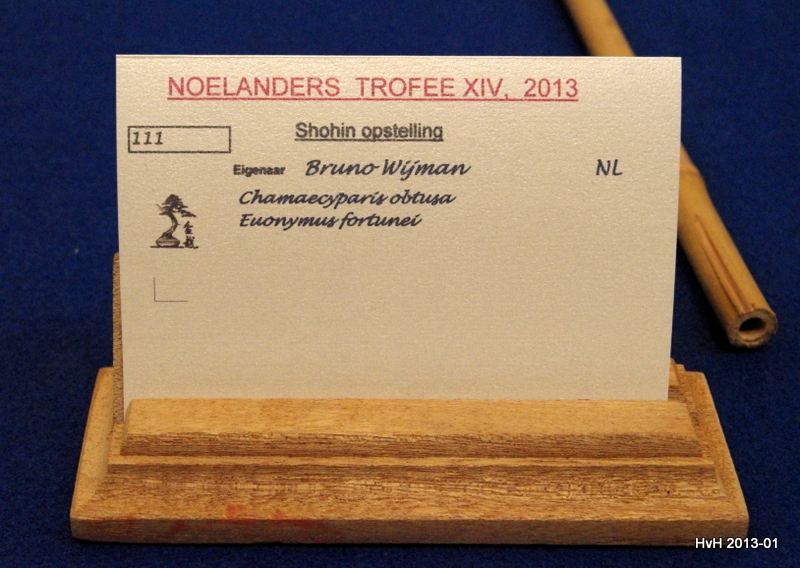 NOELANDERS TROFEE XIV, 2013
111
Shohin opstelling
Eigenaar Bruno Wijman NL
Chamaecyparis obtusa
Euonymus fortunei
HvH 2013-01